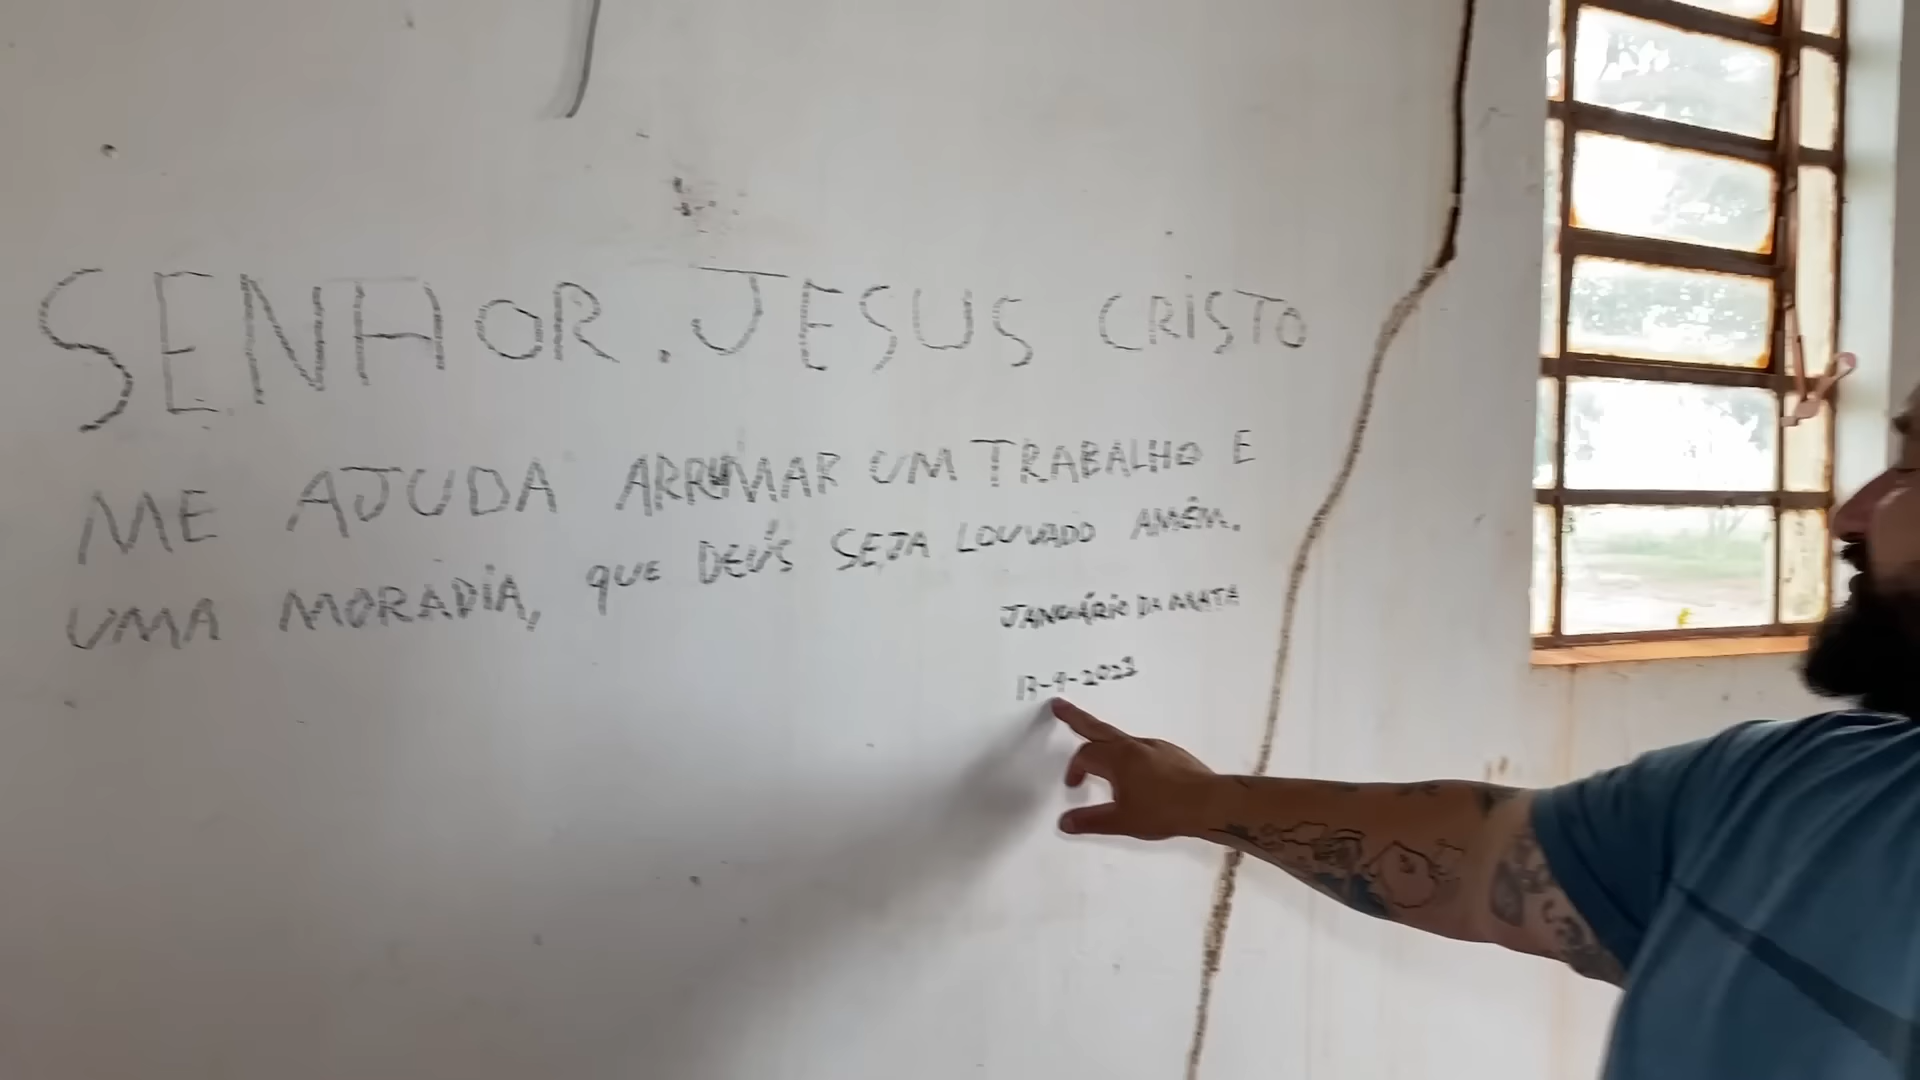 SENHOR. JESUS CRISTO
ME AJUDA ARRUMAR UM TRABALHO E
UMA MORADIA, QUE DEUS SEJA LOUVADO AMÉM.
JANUÁRIO DA MATA